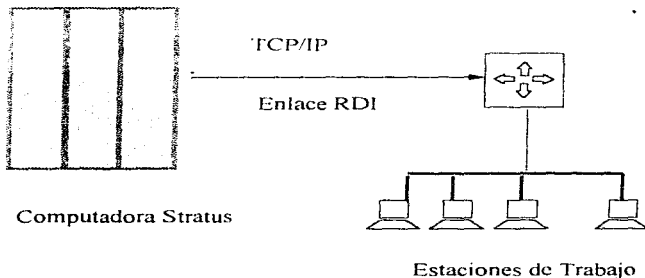 TCP/IP
Enlace RDI
Computadora Stratus
Estaciones de Trabajo